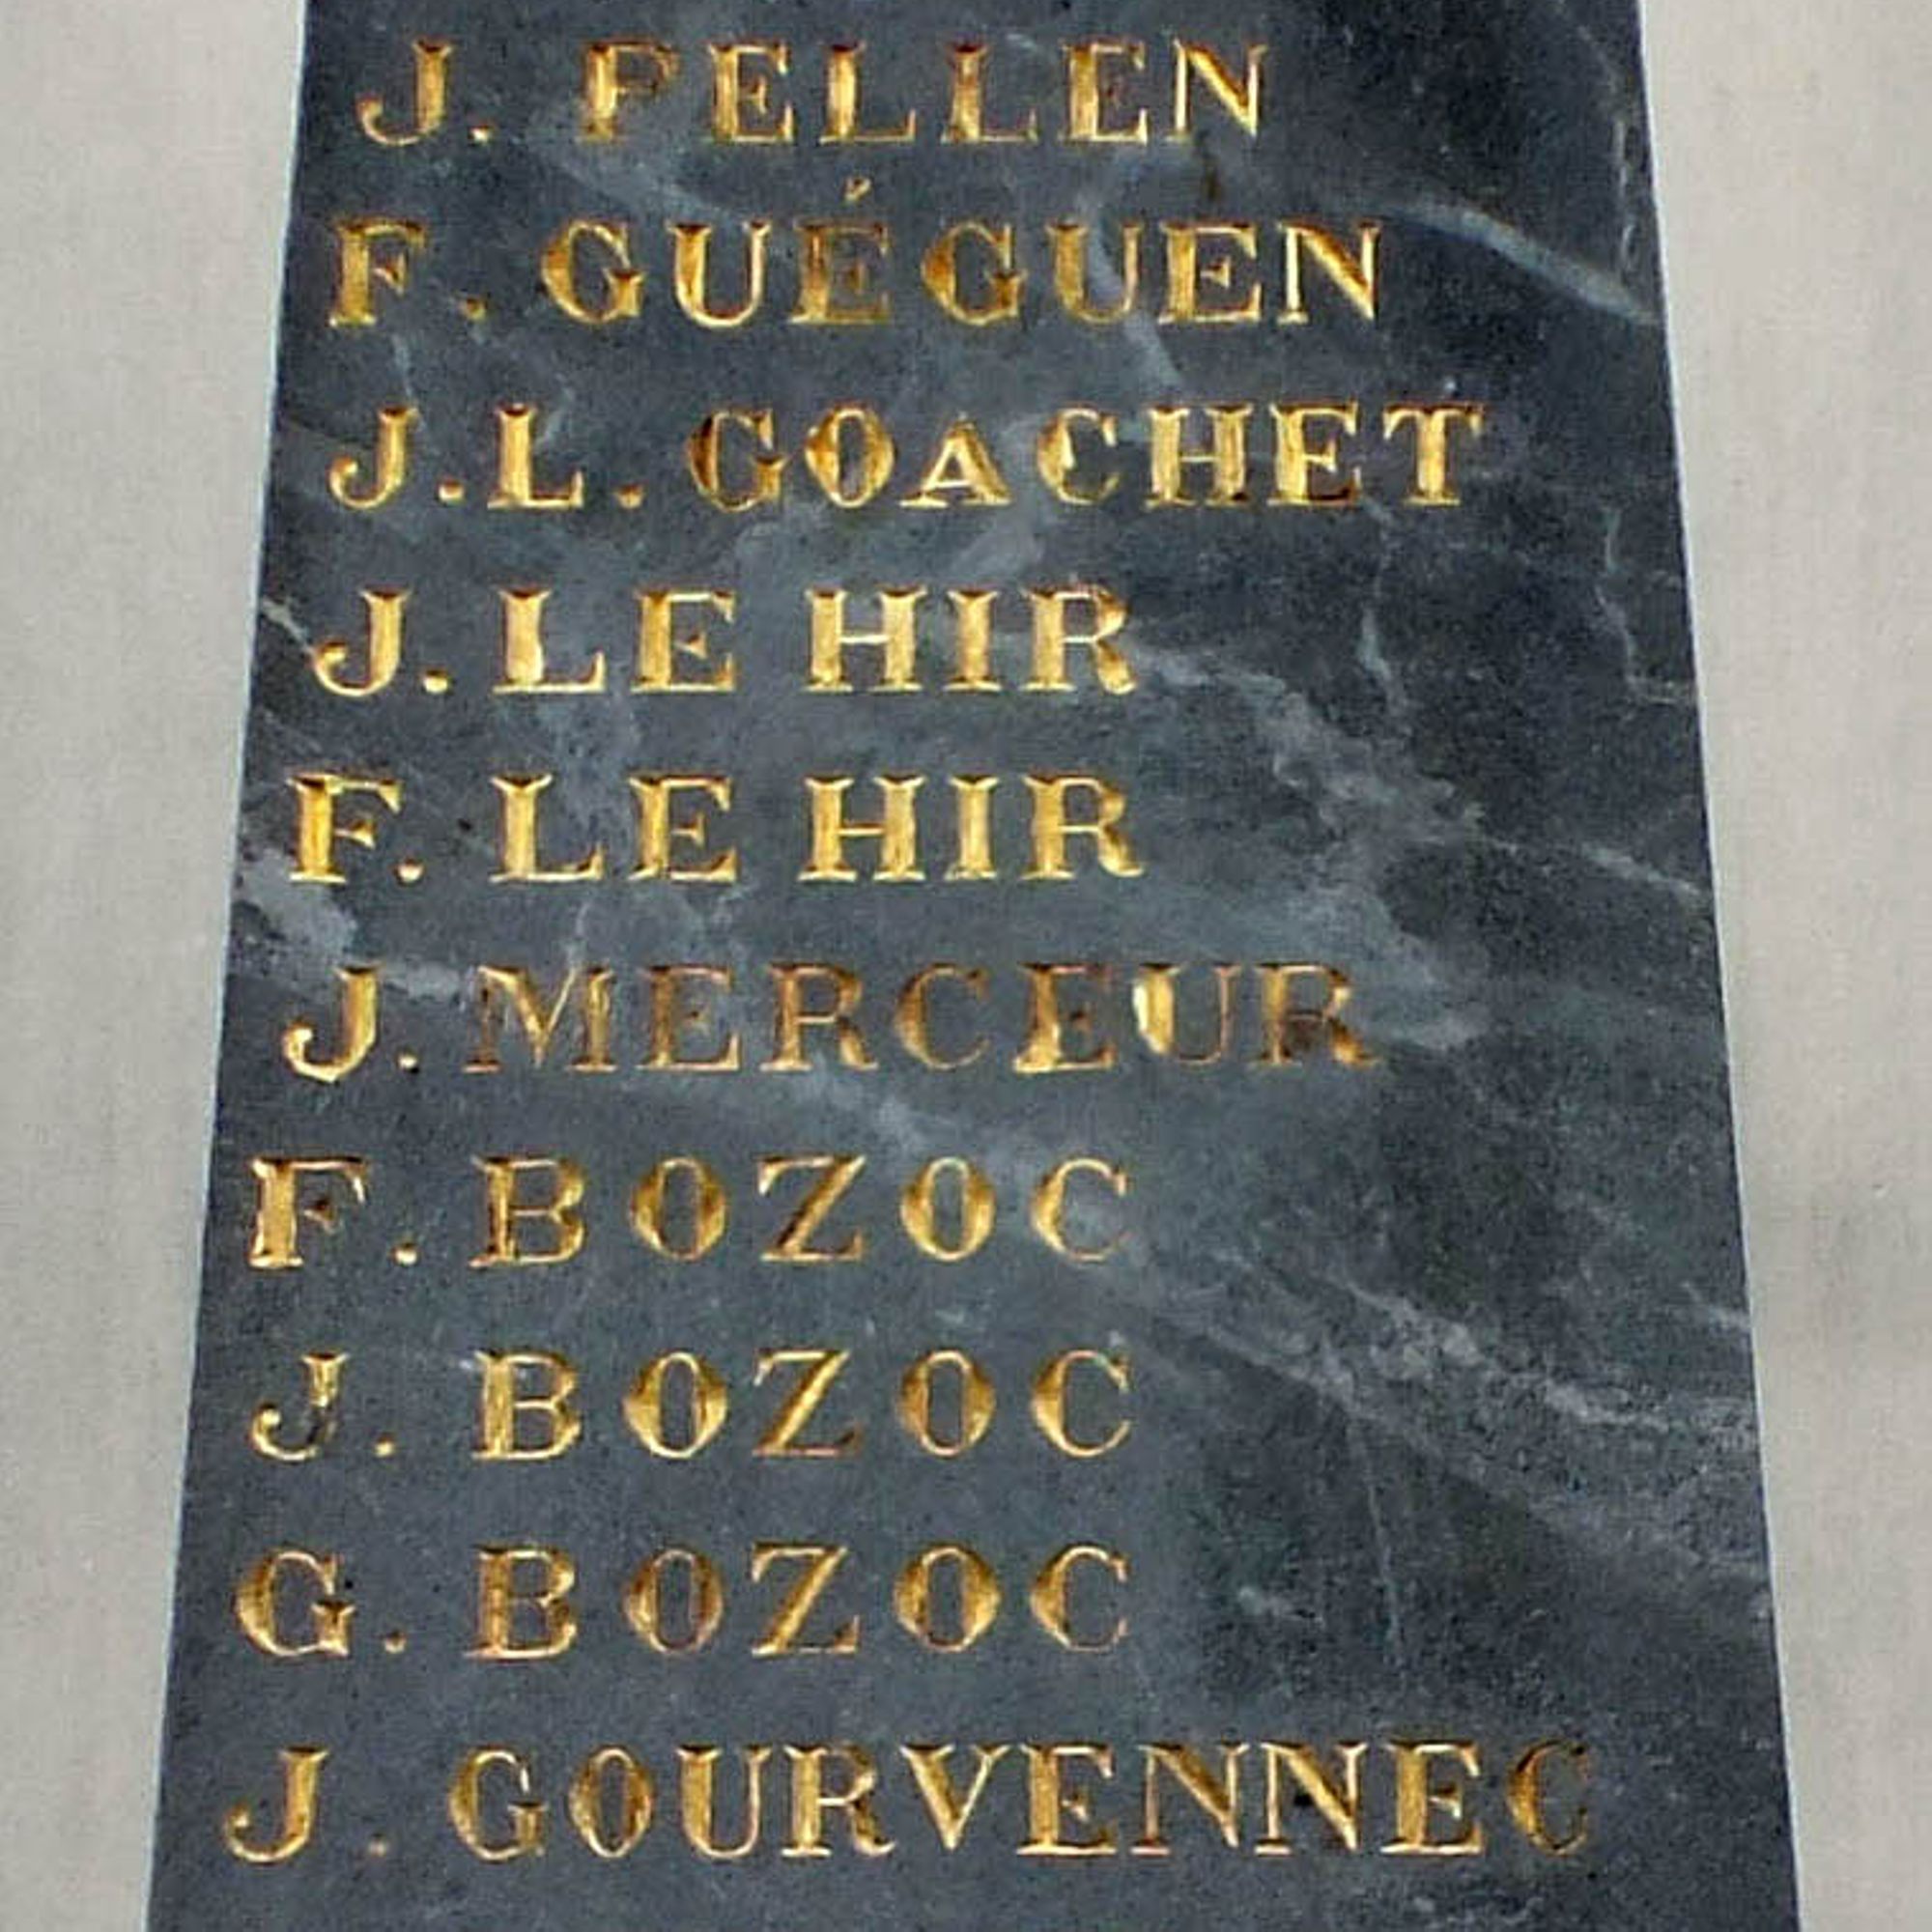 J. PELLEN
F. GUÉGUEN
J.L. GOACHET
J. LE HIR
F. LE HIR
J. MERCEUR
F. BOZOC
J. BOZOC
G. BOZOC
J. GOURVENNEC